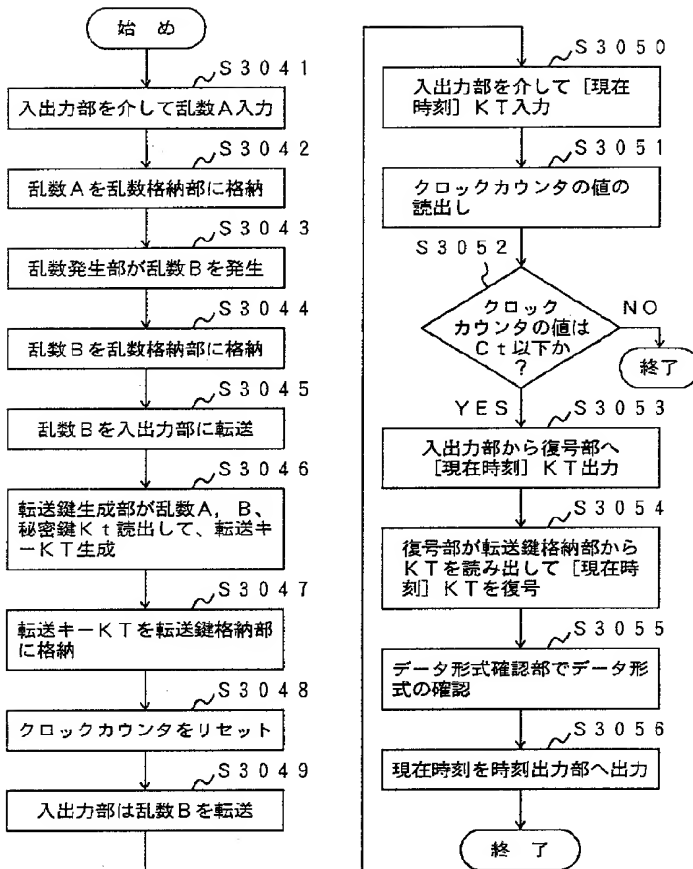 始 め
S3041
入出力部を介して乱数A入力
S3042
乱数Aを乱数格納部に格納
S3043
乱数発生部が乱数Bを発生
S3044
乱数Bを乱数格納部に格納
S3045
乱数Bを入出力部に転送
S3046
転送鍵生成部が乱数A，B、
秘密鍵Kt読出して、転送キ
ーKT生成
S3047
転送キーKTを転送鍵格納部
に格納
S3048
クロックカウンタをリセット
S3049
入出力部は乱数Bを転送
S3050
入出力部を介して［現在
時刻］KT入力
S3051
クロックカウンタの値の
読出し
S3052
クロック
カウンタの値は
Ct以下か
？
NO
終了
YES
S3053
入出力部から復号部へ
［現在時刻］KT出力
S3054
復号部が転送鍵格納部から
KTを読み出して［現在時
刻］KTを復号
S3055
データ形式確認部でデータ形
式の確認
S3056
現在時刻を時刻出力部へ出力
終 了